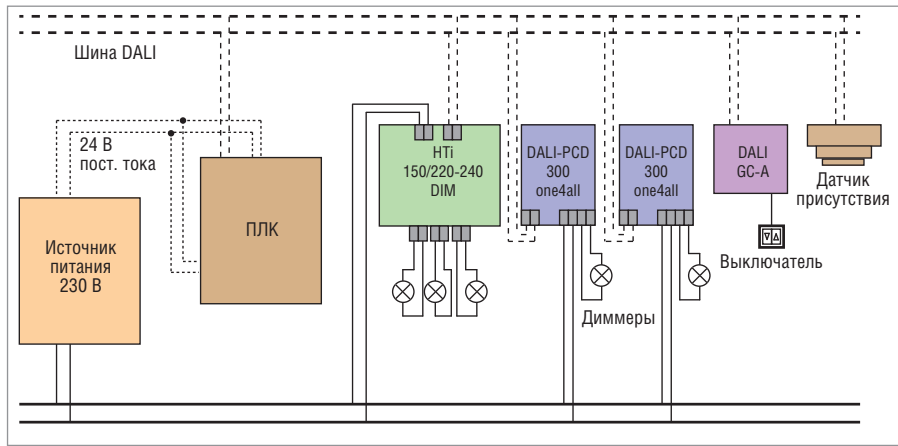 Шина DALI
24 В
пост. тока
Источник
питания
230 В
ПЛК
HTi
150/220-240
DIM
DALI-PCD
300
one4all
DALI-PCD
300
one4all
DALI
GC-A
Датчик
присутствия
Выключатель
Диммеры